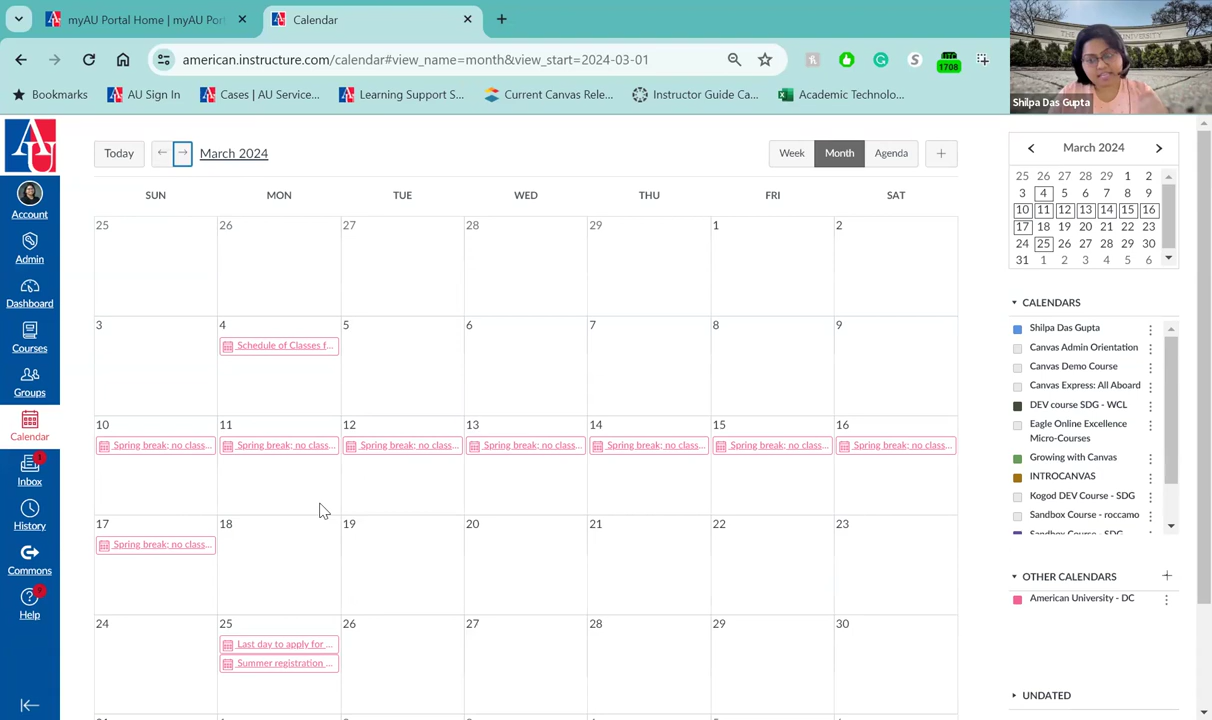 myAU Portal Home | myAU Por
Calendar
american.instructure.com/calendar#view_name=month&view_start=2024-03-01
1708
Bookmarks
AU Sign In
Cases | AU Service...
Learning Support S...
Current Canvas Rele...
Instructor Guide Ca...
Academic Technolo...
Shilpa Das Gupta
AU
Account
Admin
Dashboard
Courses
Groups
Calendar
Inbox
History
Commons
Help
Today
March 2024
Week
Month
Agenda
SUN MON TUE WED THU FRI SAT
25 26 27 28 29 1 2
3 4 5 6 7 8 9
Schedule of Classes f...
10 11 12 13 14 15 16
Spring break; no class... Spring break; no class... Spring break; no class... Spring break; no class... Spring break; no class... Spring break; no class... Spring break; no class...
17 18 19 20 21 22 23
Spring break; no class...
24 25 26 27 28 29 30
Last day to apply for ...
Summer registration ...
March 2024
25 26 27 28 29 1 2
3 4 5 6 7 8 9
10 11 12 13 14 15 16
17 18 19 20 21 22 23
24 25 26 27 28 29 30
31 1 2 3 4 5 6
CALENDARS
Shilpa Das Gupta
Canvas Admin Orientation
Canvas Demo Course
Canvas Express: All Aboard
DEV course SDG - WCL
Eagle Online Excellence
Micro-Courses
Growing with Canvas
INTROCANVAS
Kogod DEV Course - SDG
Sandbox Course - roccamo
Sandbox Course - SDG
OTHER CALENDARS
American University - DC
UNDATED